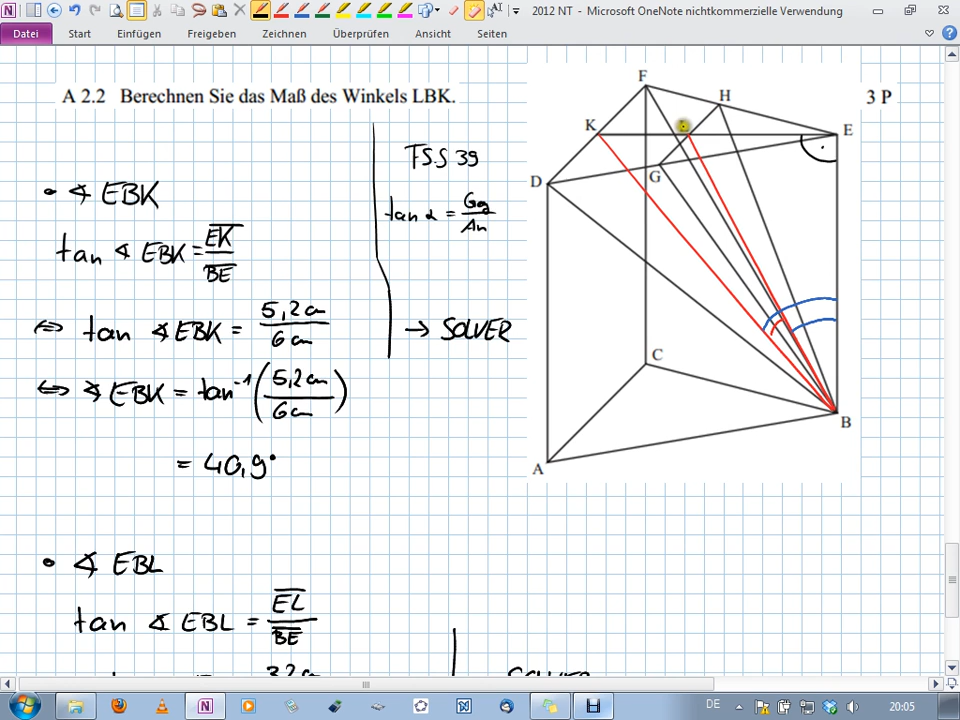 2012 NT - Microsoft OneNote nichtkommerzielle Verwendung
Datei Start Einfügen Freigeben Zeichnen Überprüfen Ansicht Seiten
A 2.2 Berechnen Sie das Maß des Winkels LBK.
3 P
• ∢ EBK
tan ∢ EBK = EK / BE
⇔ tan ∢ EBK = 5,2cm / 6cm
⇔ ∢ EBK = tan⁻¹ (5,2cm / 6cm)
= 40,9°
F.S.S 39
tan α = Gg / An
→ SOLVER
• ∢ EBL
tan ∢ EBL = EL / BE
F
H
K
E
D
G
C
B
A
DE
20:05